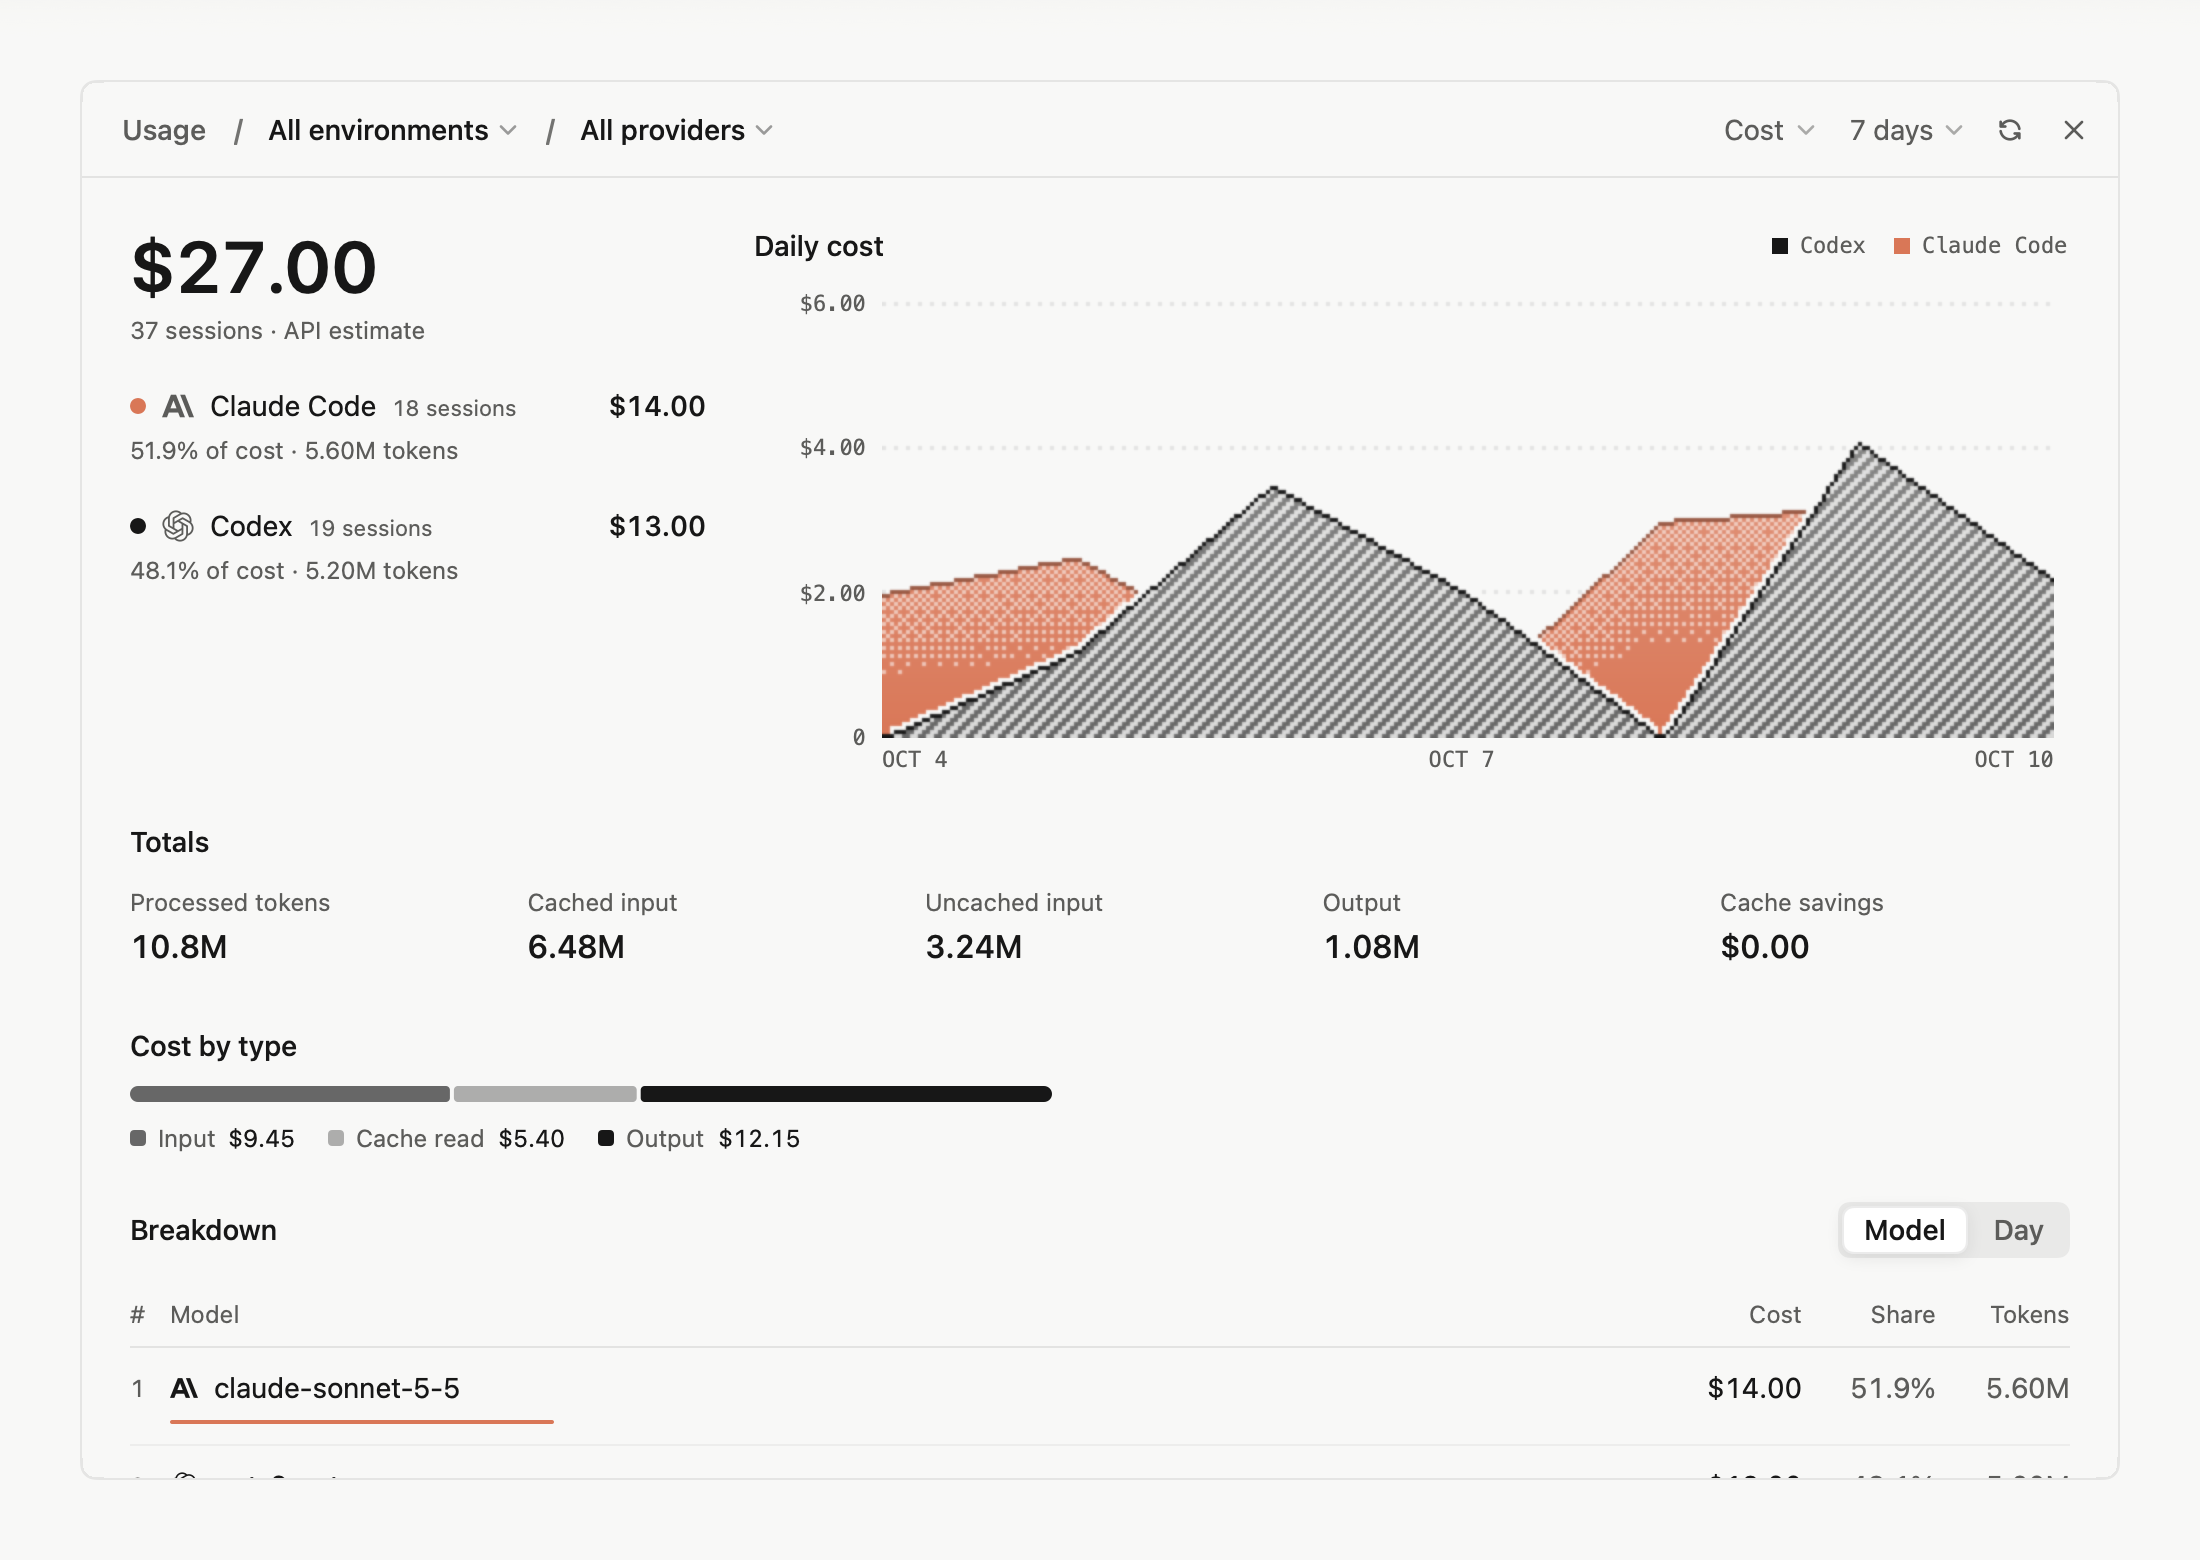 Usage / All environments / All providers
Cost 7 days
$27.00
37 sessions · API estimate
Claude Code 18 sessions $14.00
51.9% of cost · 5.60M tokens
Codex 19 sessions $13.00
48.1% of cost · 5.20M tokens
Daily cost
Codex Claude Code
$6.00
$4.00
$2.00
0
OCT 4 OCT 7 OCT 10
Totals
Processed tokens Cached input Uncached input Output Cache savings
10.8M 6.48M 3.24M 1.08M $0.00
Cost by type
Input $9.45 Cache read $5.40 Output $12.15
Breakdown
Model Day
# Model Cost Share Tokens
1 claude-sonnet-5-5 $14.00 51.9% 5.60M